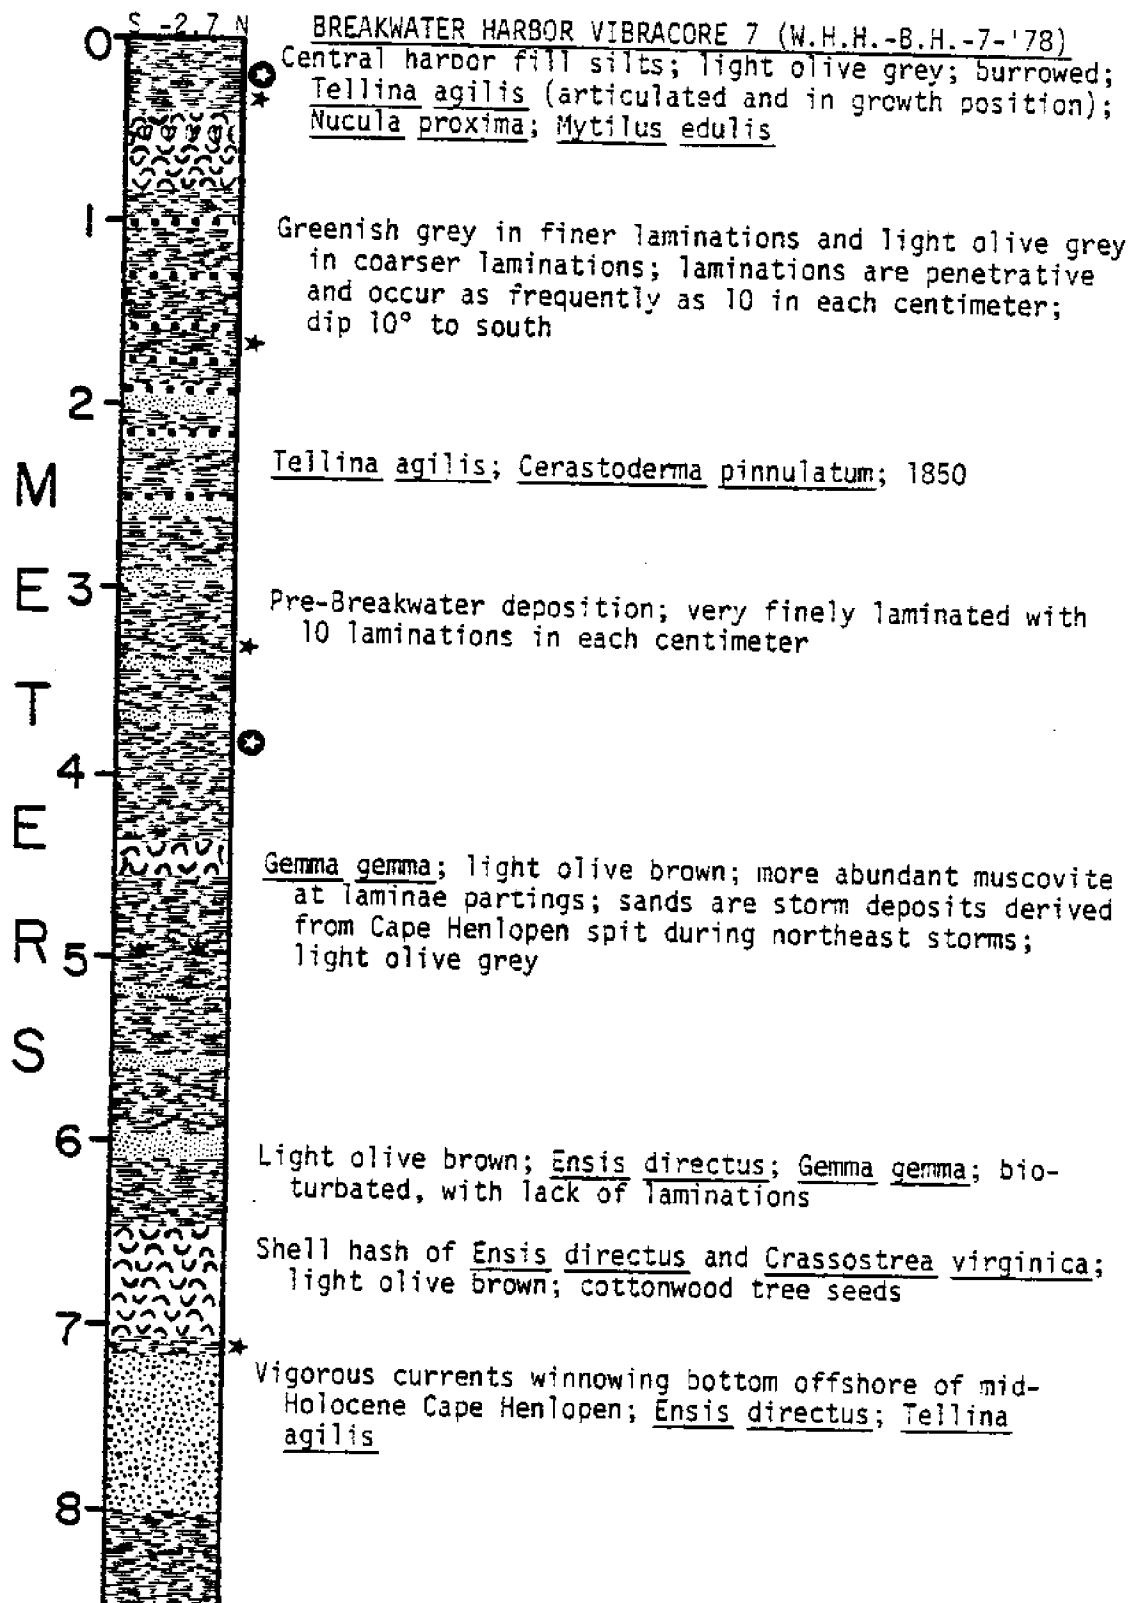 S -2.7 N
BREAKWATER HARBOR VIBRACORE 7 (W.H.H.-B.H.-7-'78)
0
Central harbor fill silts; light olive grey; burrowed;
Tellina agilis (articulated and in growth position);
Nucula proxima; Mytilus edulis
1
Greenish grey in finer laminations and light olive grey
in coarser laminations; laminations are penetrative
and occur as frequently as 10 in each centimeter;
dip 10° to south
2
Tellina agilis; Cerastoderma pinnulatum; 1850
METERS
3
Pre-Breakwater deposition; very finely laminated with
10 laminations in each centimeter
4
Gemma gemma; light olive brown; more abundant muscovite
at laminae partings; sands are storm deposits derived
from Cape Henlopen spit during northeast storms;
light olive grey
5
6
Light olive brown; Ensis directus; Gemma gemma; bio-
turbated, with lack of laminations
Shell hash of Ensis directus and Crassostrea virginica;
light olive brown; cottonwood tree seeds
7
Vigorous currents winnowing bottom offshore of mid-
Holocene Cape Henlopen; Ensis directus; Tellina
agilis
8